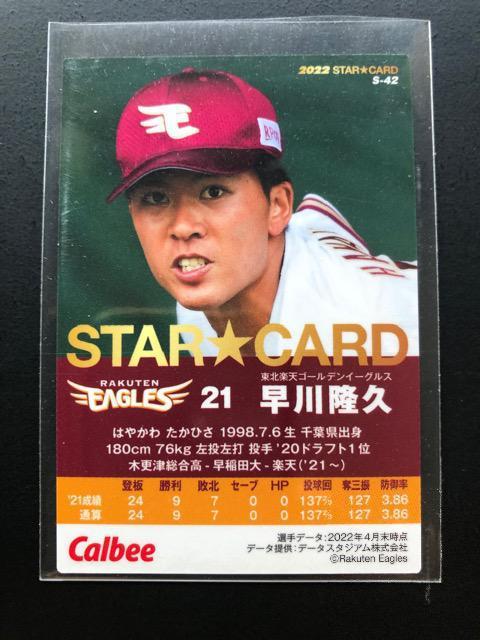 2022 STAR★CARD
S-42
STAR★CARD
東北楽天ゴールデンイーグルス
RAKUTEN
EAGLES
21 早川隆久
はやかわ たかひさ 1998.7.6生 千葉県出身
180cm 76kg 左投左打 投手 '20ドラフト1位
木更津総合高-早稲田大-楽天('21〜)
登板 勝利 敗北 セーブ HP 投球回 奪三振 防御率
'21成績 24 9 7 0 0 137⅔ 127 3.86
通算 24 9 7 0 0 137⅔ 127 3.86
Calbee
選手データ:2022年4月末時点
データ提供:データスタジアム株式会社
©Rakuten Eagles